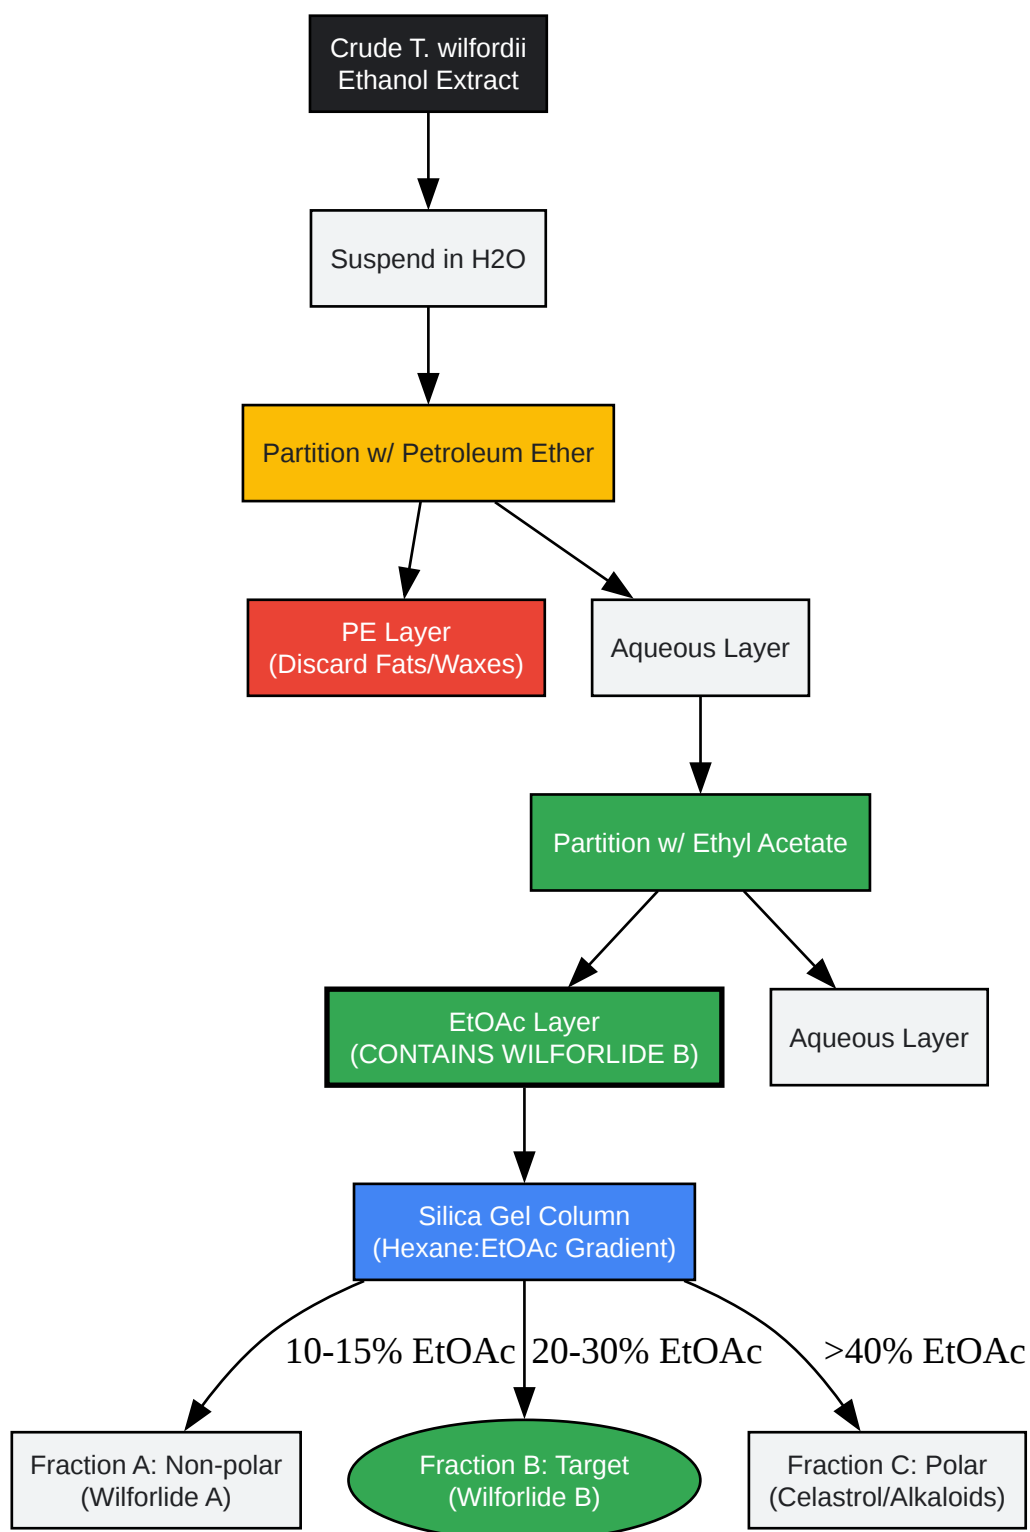 Crude T. wilfordii
Ethanol Extract
Suspend in H2O
Partition w/ Petroleum Ether
PE Layer
(Discard Fats/Waxes)
Aqueous Layer
Partition w/ Ethyl Acetate
EtOAc Layer
(CONTAINS WILFORLIDE B)
Aqueous Layer
Silica Gel Column
(Hexane:EtOAc Gradient)
10-15% EtOAc
20-30% EtOAc
>40% EtOAc
Fraction A: Non-polar
(Wilforlide A)
Fraction B: Target
(Wilforlide B)
Fraction C: Polar
(Celastrol/Alkaloids)